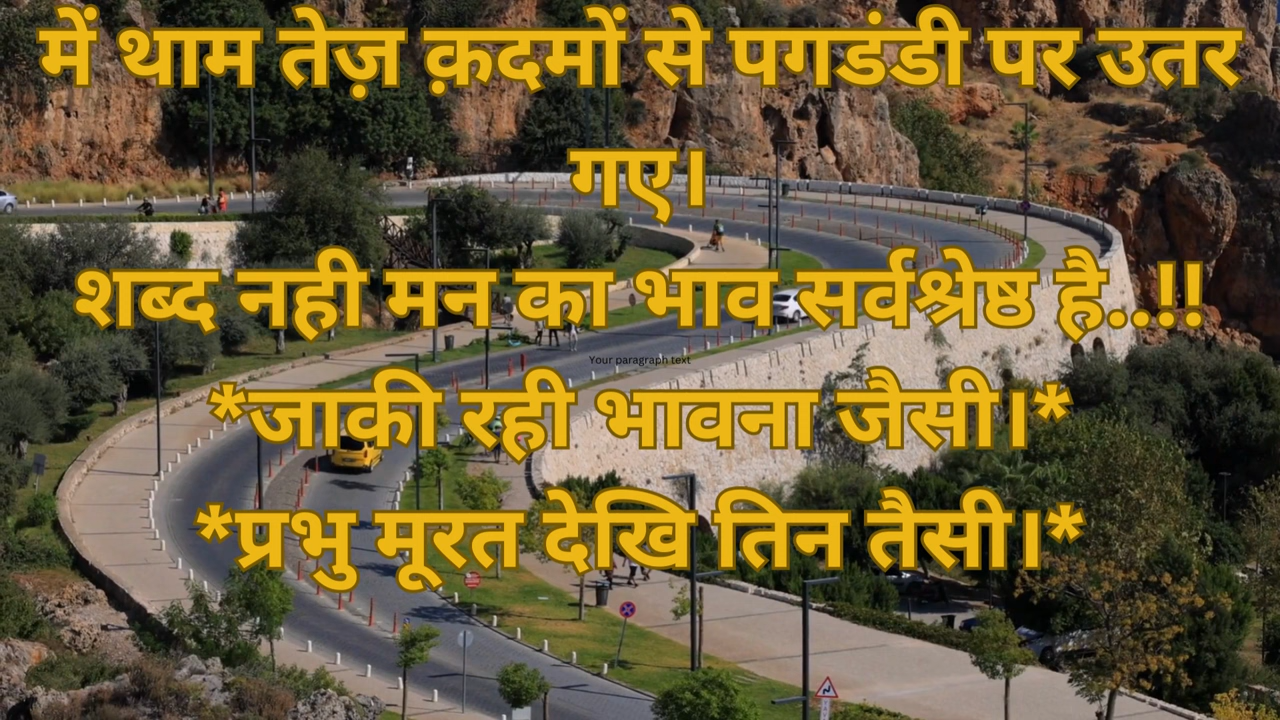 में थाम तेज़ क़दमों से पगडंडी पर उतर
गए।
शब्द नही मन का भाव सर्वश्रेष्ठ है..!!
Your paragraph text
*जाकी रही भावना जैसी।*
*प्रभु मूरत देखि तिन तैसी।*